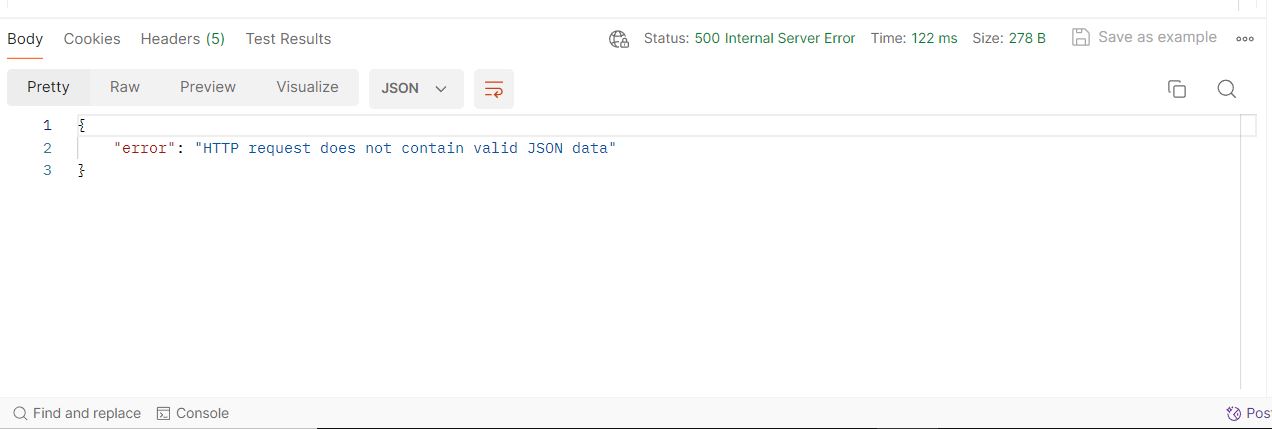 Body Cookies Headers (5) Test Results Status: 500 Internal Server Error Time: 122 ms Size: 278 B Save as example
Pretty Raw Preview Visualize JSON
1 {
2 "error": "HTTP request does not contain valid JSON data"
3 }
Find and replace Console Pos